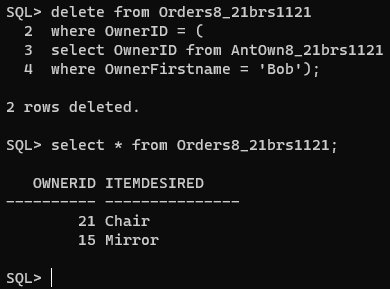 SQL> delete from Orders8_21brs1121
  2  where OwnerID = (
  3  select OwnerID from AntOwn8_21brs1121
  4  where OwnerFirstname = 'Bob');
2 rows deleted.
SQL> select * from Orders8_21brs1121;
   OWNERID ITEMDESIRED
---------- ---------------
        21 Chair
        15 Mirror
SQL>